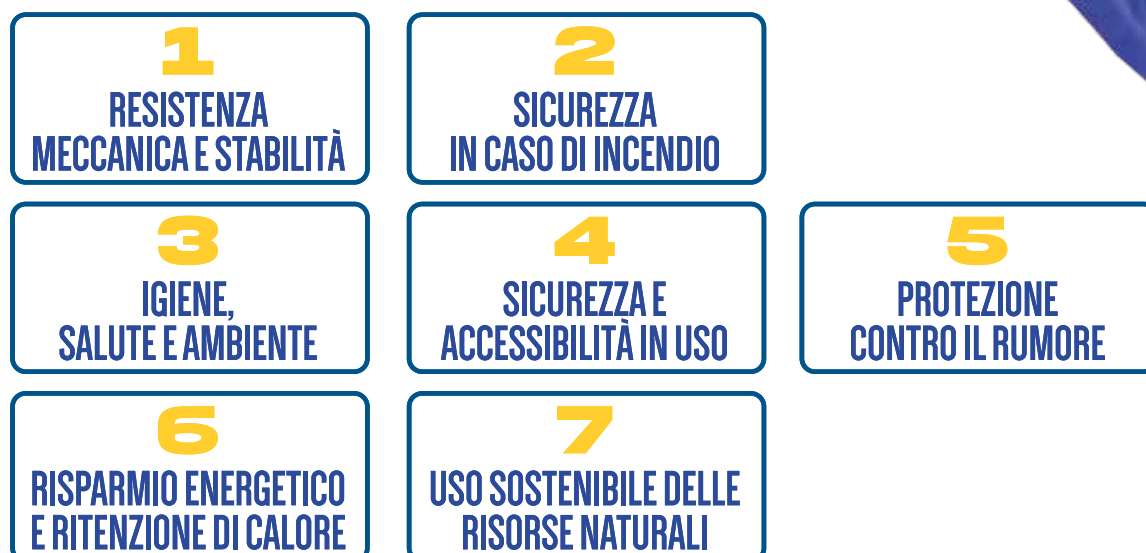 1
RESISTENZA
MECCANICA E STABILITÀ
2
SICUREZZA
IN CASO DI INCENDIO
3
IGIENE,
SALUTE E AMBIENTE
4
SICUREZZA E
ACCESSIBILITÀ IN USO
5
PROTEZIONE
CONTRO IL RUMORE
6
RISPARMIO ENERGETICO
E RITENZIONE DI CALORE
7
USO SOSTENIBILE DELLE
RISORSE NATURALI